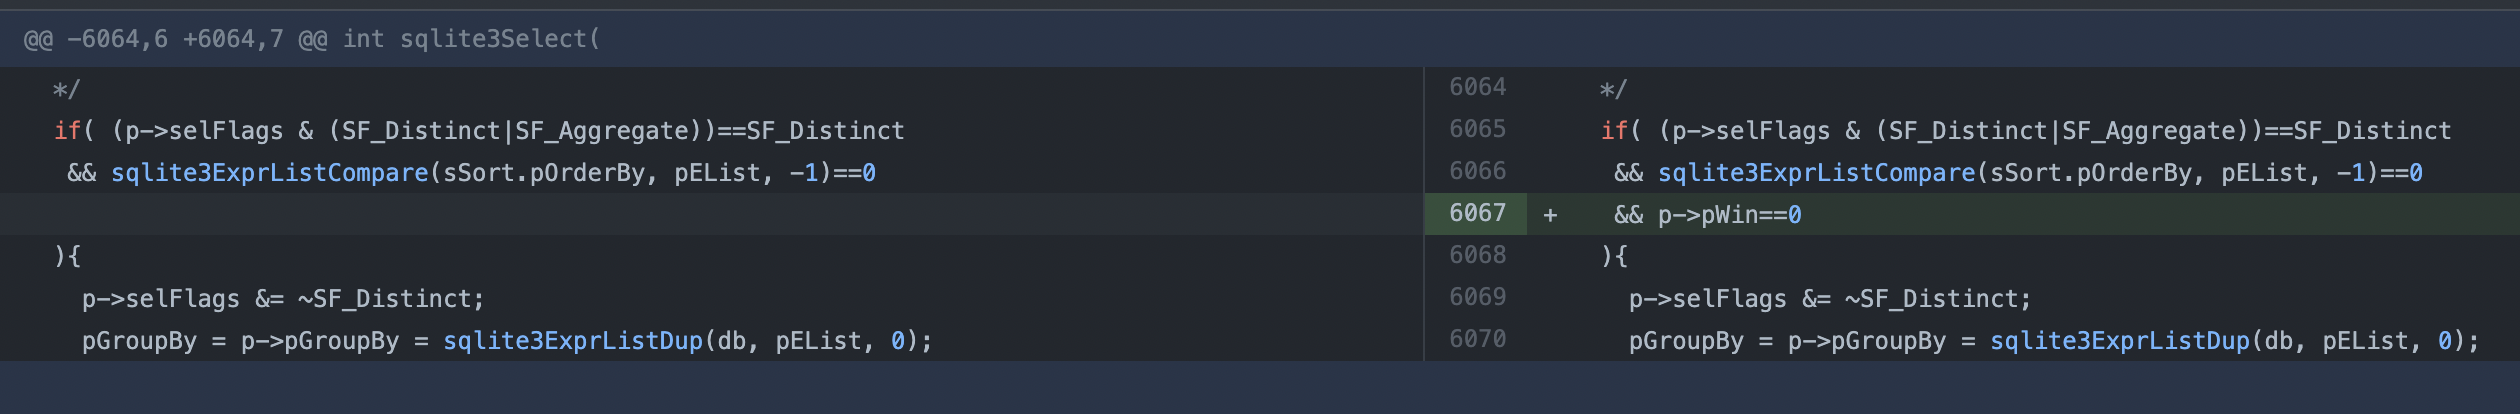 @@ -6064,6 +6064,7 @@ int sqlite3Select(
*/
if( (p->selFlags & (SF_Distinct|SF_Aggregate))==SF_Distinct
&& sqlite3ExprListCompare(sSort.pOrderBy, pEList, -1)==0
){
p->selFlags &= ~SF_Distinct;
pGroupBy = p->pGroupBy = sqlite3ExprListDup(db, pEList, 0);
6064 */
6065 if( (p->selFlags & (SF_Distinct|SF_Aggregate))==SF_Distinct
6066 && sqlite3ExprListCompare(sSort.pOrderBy, pEList, -1)==0
6067 + && p->pWin==0
6068 ){
6069 p->selFlags &= ~SF_Distinct;
6070 pGroupBy = p->pGroupBy = sqlite3ExprListDup(db, pEList, 0);